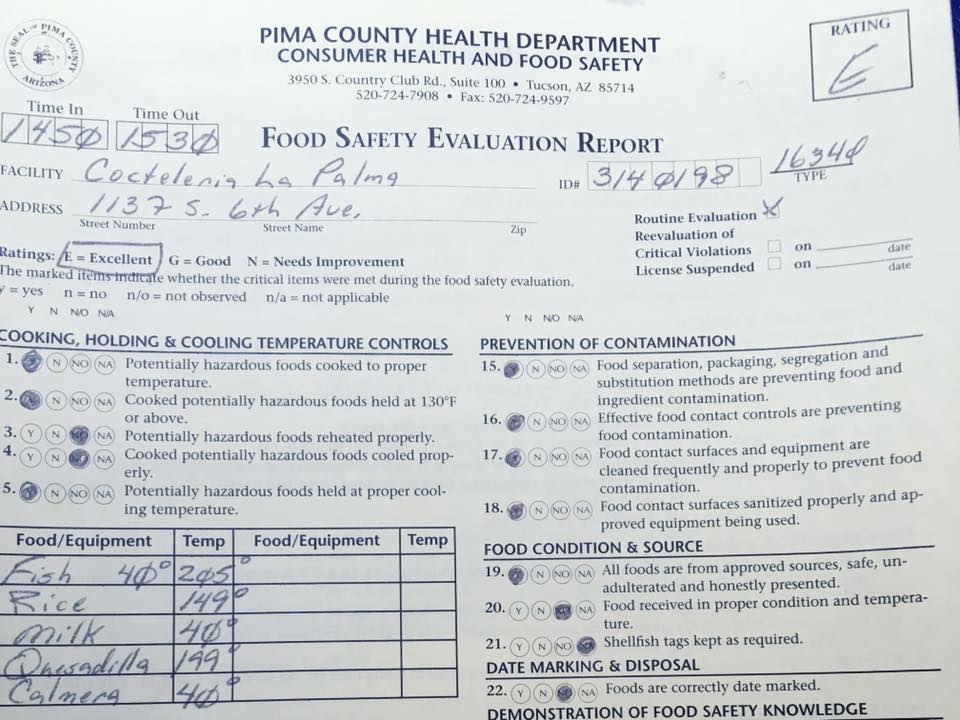 THE SEAL OF PIMA COUNTY
ARIZONA
PIMA COUNTY HEALTH DEPARTMENT
CONSUMER HEALTH AND FOOD SAFETY
3950 S. Country Club Rd., Suite 100 • Tucson, AZ 85714
520-724-7908 • Fax: 520-724-9597
RATING
E
Time In Time Out
1450 1530
FOOD SAFETY EVALUATION REPORT
FACILITY Cocteleria La Palma ID# 3140198 16340
TYPE
ADDRESS 1137 S. 6th Ave.
Street Number Street Name Zip
Routine Evaluation X
Reevaluation of
Critical Violations on date
License Suspended on date
Ratings: E = Excellent G = Good N = Needs Improvement
The marked items indicate whether the critical items were met during the food safety evaluation.
y = yes n = no n/o = not observed n/a = not applicable
Y N N/O N/A
COOKING, HOLDING & COOLING TEMPERATURE CONTROLS
1. Y N NO NA Potentially hazardous foods cooked to proper
temperature.
2. Y N NO NA Cooked potentially hazardous foods held at 130°F
or above.
3. Y N NO NA Potentially hazardous foods reheated properly.
4. Y N NO NA Cooked potentially hazardous foods cooled prop-
erly.
5. Y N NO NA Potentially hazardous foods held at proper cool-
ing temperature.
Food/Equipment Temp Food/Equipment Temp
Fish 40° 205°
Rice 149°
Milk 40°
Quesadilla 199°
40°
Y N N/O N/A
PREVENTION OF CONTAMINATION
15. Y N NO NA Food separation, packaging, segregation and
substitution methods are preventing food and
ingredient contamination.
16. Y N NO NA Effective food contact controls are preventing
food contamination.
17. Y N NO NA Food contact surfaces and equipment are
cleaned frequently and properly to prevent food
contamination.
18. Y N NO NA Food contact surfaces sanitized properly and ap-
proved equipment being used.
FOOD CONDITION & SOURCE
19. Y N NO NA All foods are from approved sources, safe, un-
adulterated and honestly presented.
20. Y N NO NA Food received in proper condition and tempera-
ture.
21. Y N NO NA Shellfish tags kept as required.
DATE MARKING & DISPOSAL
22. Y N NO NA Foods are correctly date marked.
DEMONSTRATION OF FOOD SAFETY KNOWLEDGE